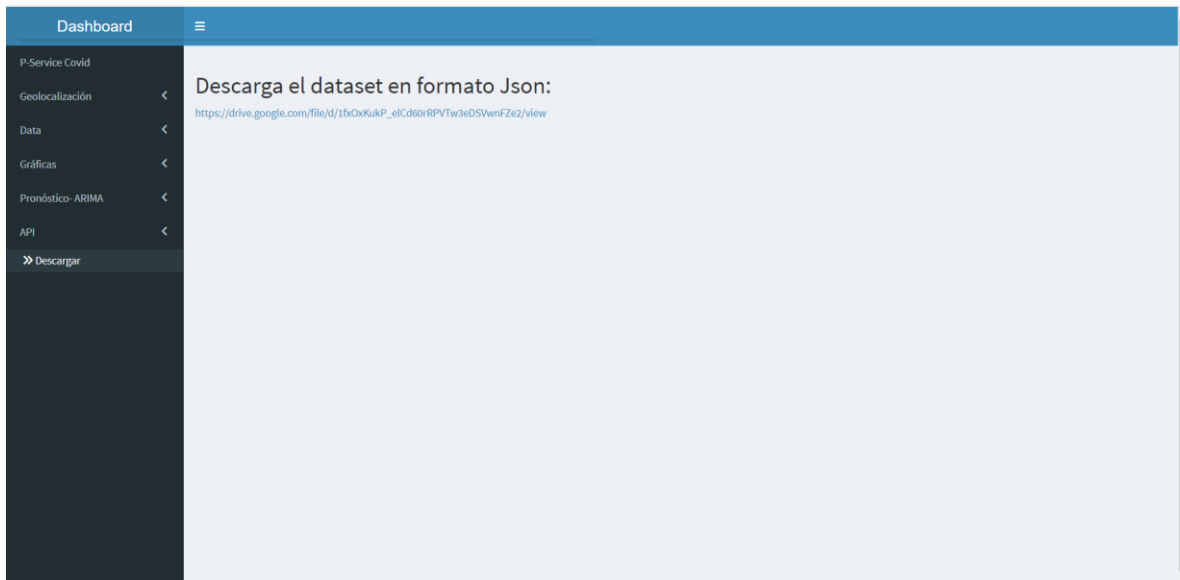 Dashboard
P-Service Covid
Geolocalización
Data
Gráficas
Pronóstico- ARIMA
API
Descargar
Descarga el dataset en formato Json:
https://drive.google.com/file/d/1fxOxKukP_elCd60rRPVTw3eDSVwnFZe2/view